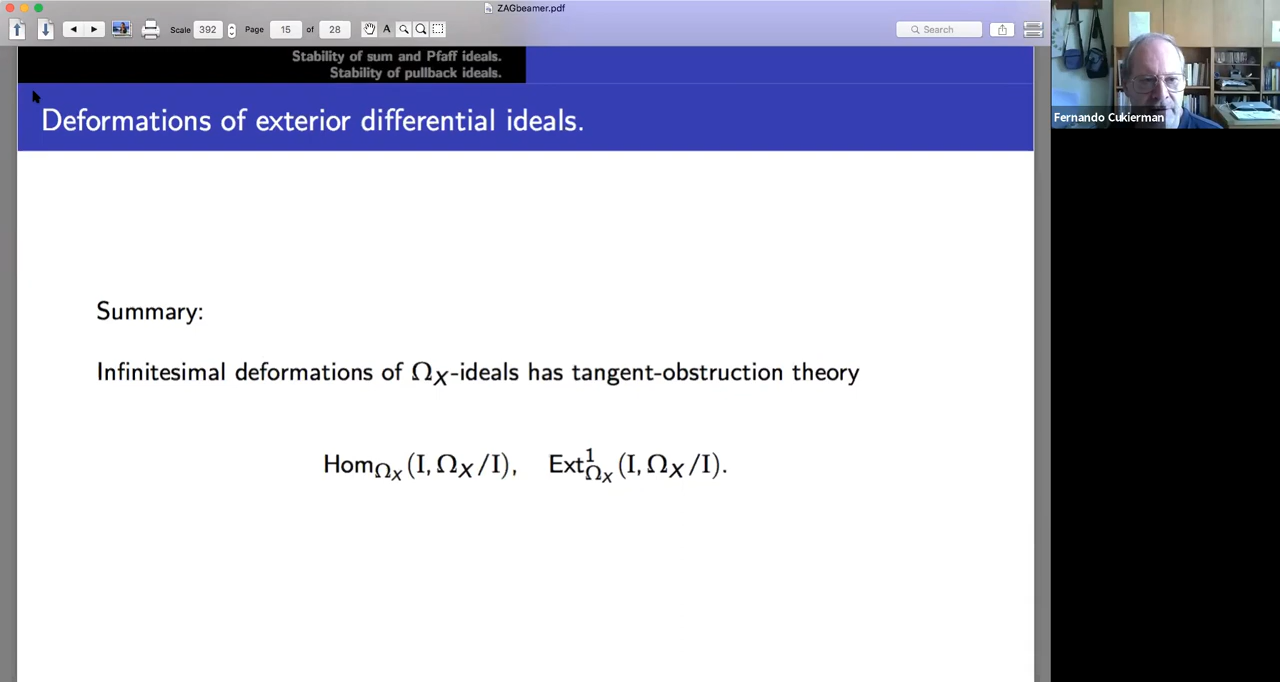 ZAGbeamer.pdf
Scale 392 Page 15 of 28 A Search
Stability of sum and Pfaff ideals.
Stability of pullback ideals.
Deformations of exterior differential ideals.
Fernando Cukierman
Summary:
Infinitesimal deformations of Ω_X-ideals has tangent-obstruction theory
Hom_{Ω_X}(I, Ω_X/I), Ext^1_{Ω_X}(I, Ω_X/I).